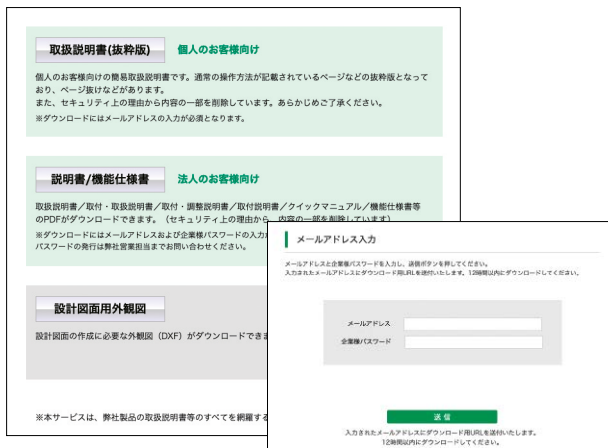 取扱説明書(抜粋版)
個人のお客様向け
個人のお客様向けの簡易取扱説明書です。通常の操作方法が記載されているページなどの抜粋版となって
おり、ページ抜けなどがあります。
また、セキュリティ上の理由から内容の一部を削除しています。あらかじめご了承ください。
※ダウンロードにはメールアドレスの入力が必須となります。
説明書/機能仕様書
法人のお客様向け
取扱説明書／取付・取扱説明書／取付・調整説明書／取付説明書／クイックマニュアル／機能仕様書等
のPDFがダウンロードできます。（セキュリティ上の理由から、内容の一部を削除しています）
※ダウンロードにはメールアドレスおよび企業様パスワードの入力
パスワードの発行は弊社営業担当までお問い合わせください。
設計図面用外観図
設計図面の作成に必要な外観図（DXF）がダウンロードできま
※本サービスは、弊社製品の取扱説明書等のすべてを網羅する
メールアドレス入力
メールアドレスと企業様パスワードを入力し、送信ボタンを押してください。
入力されたメールアドレスにダウンロード用URLを送付いたします。12時間以内にダウンロードしてください。
メールアドレス
企業様パスワード
送信
入力されたメールアドレスにダウンロード用URLを送付いたします。
12時間以内にダウンロードしてください。